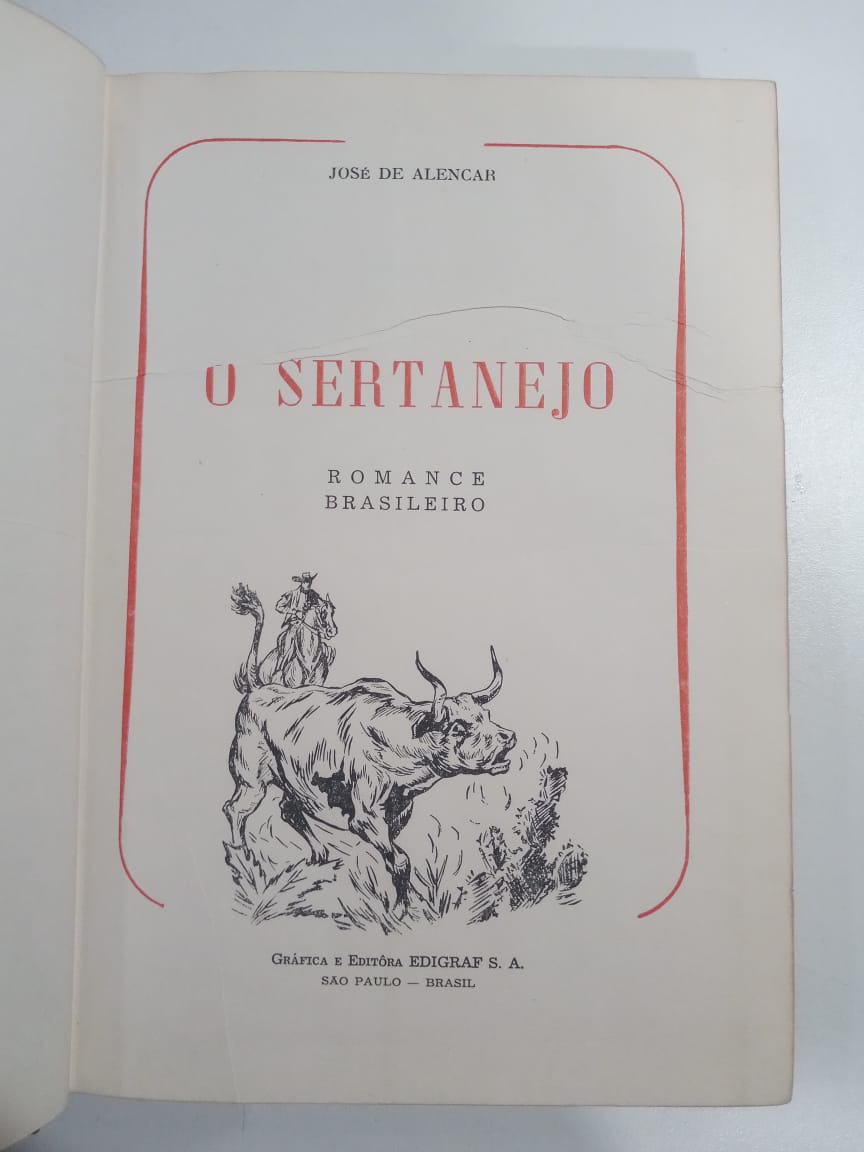 JOSÉ DE ALENCAR
O SERTANEJO
ROMANCE
BRASILEIRO
GRÁFICA E EDITÔRA EDIGRAF S. A.
SÃO PAULO — BRASIL